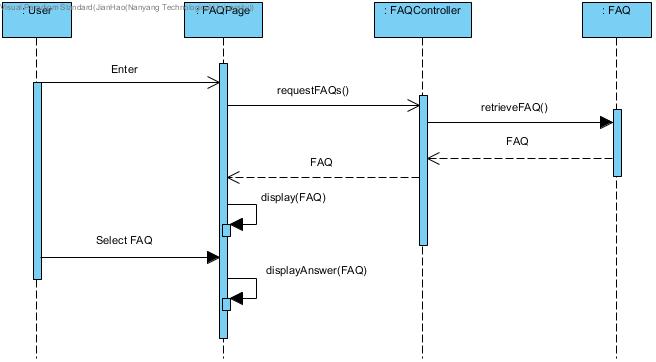 Visual Paradigm Standard(JianHao(Nanyang Technological
: User
: FAQPage
: FAQController
: FAQ
Enter
requestFAQs()
retrieveFAQ()
FAQ
FAQ
display(FAQ)
Select FAQ
displayAnswer(FAQ)